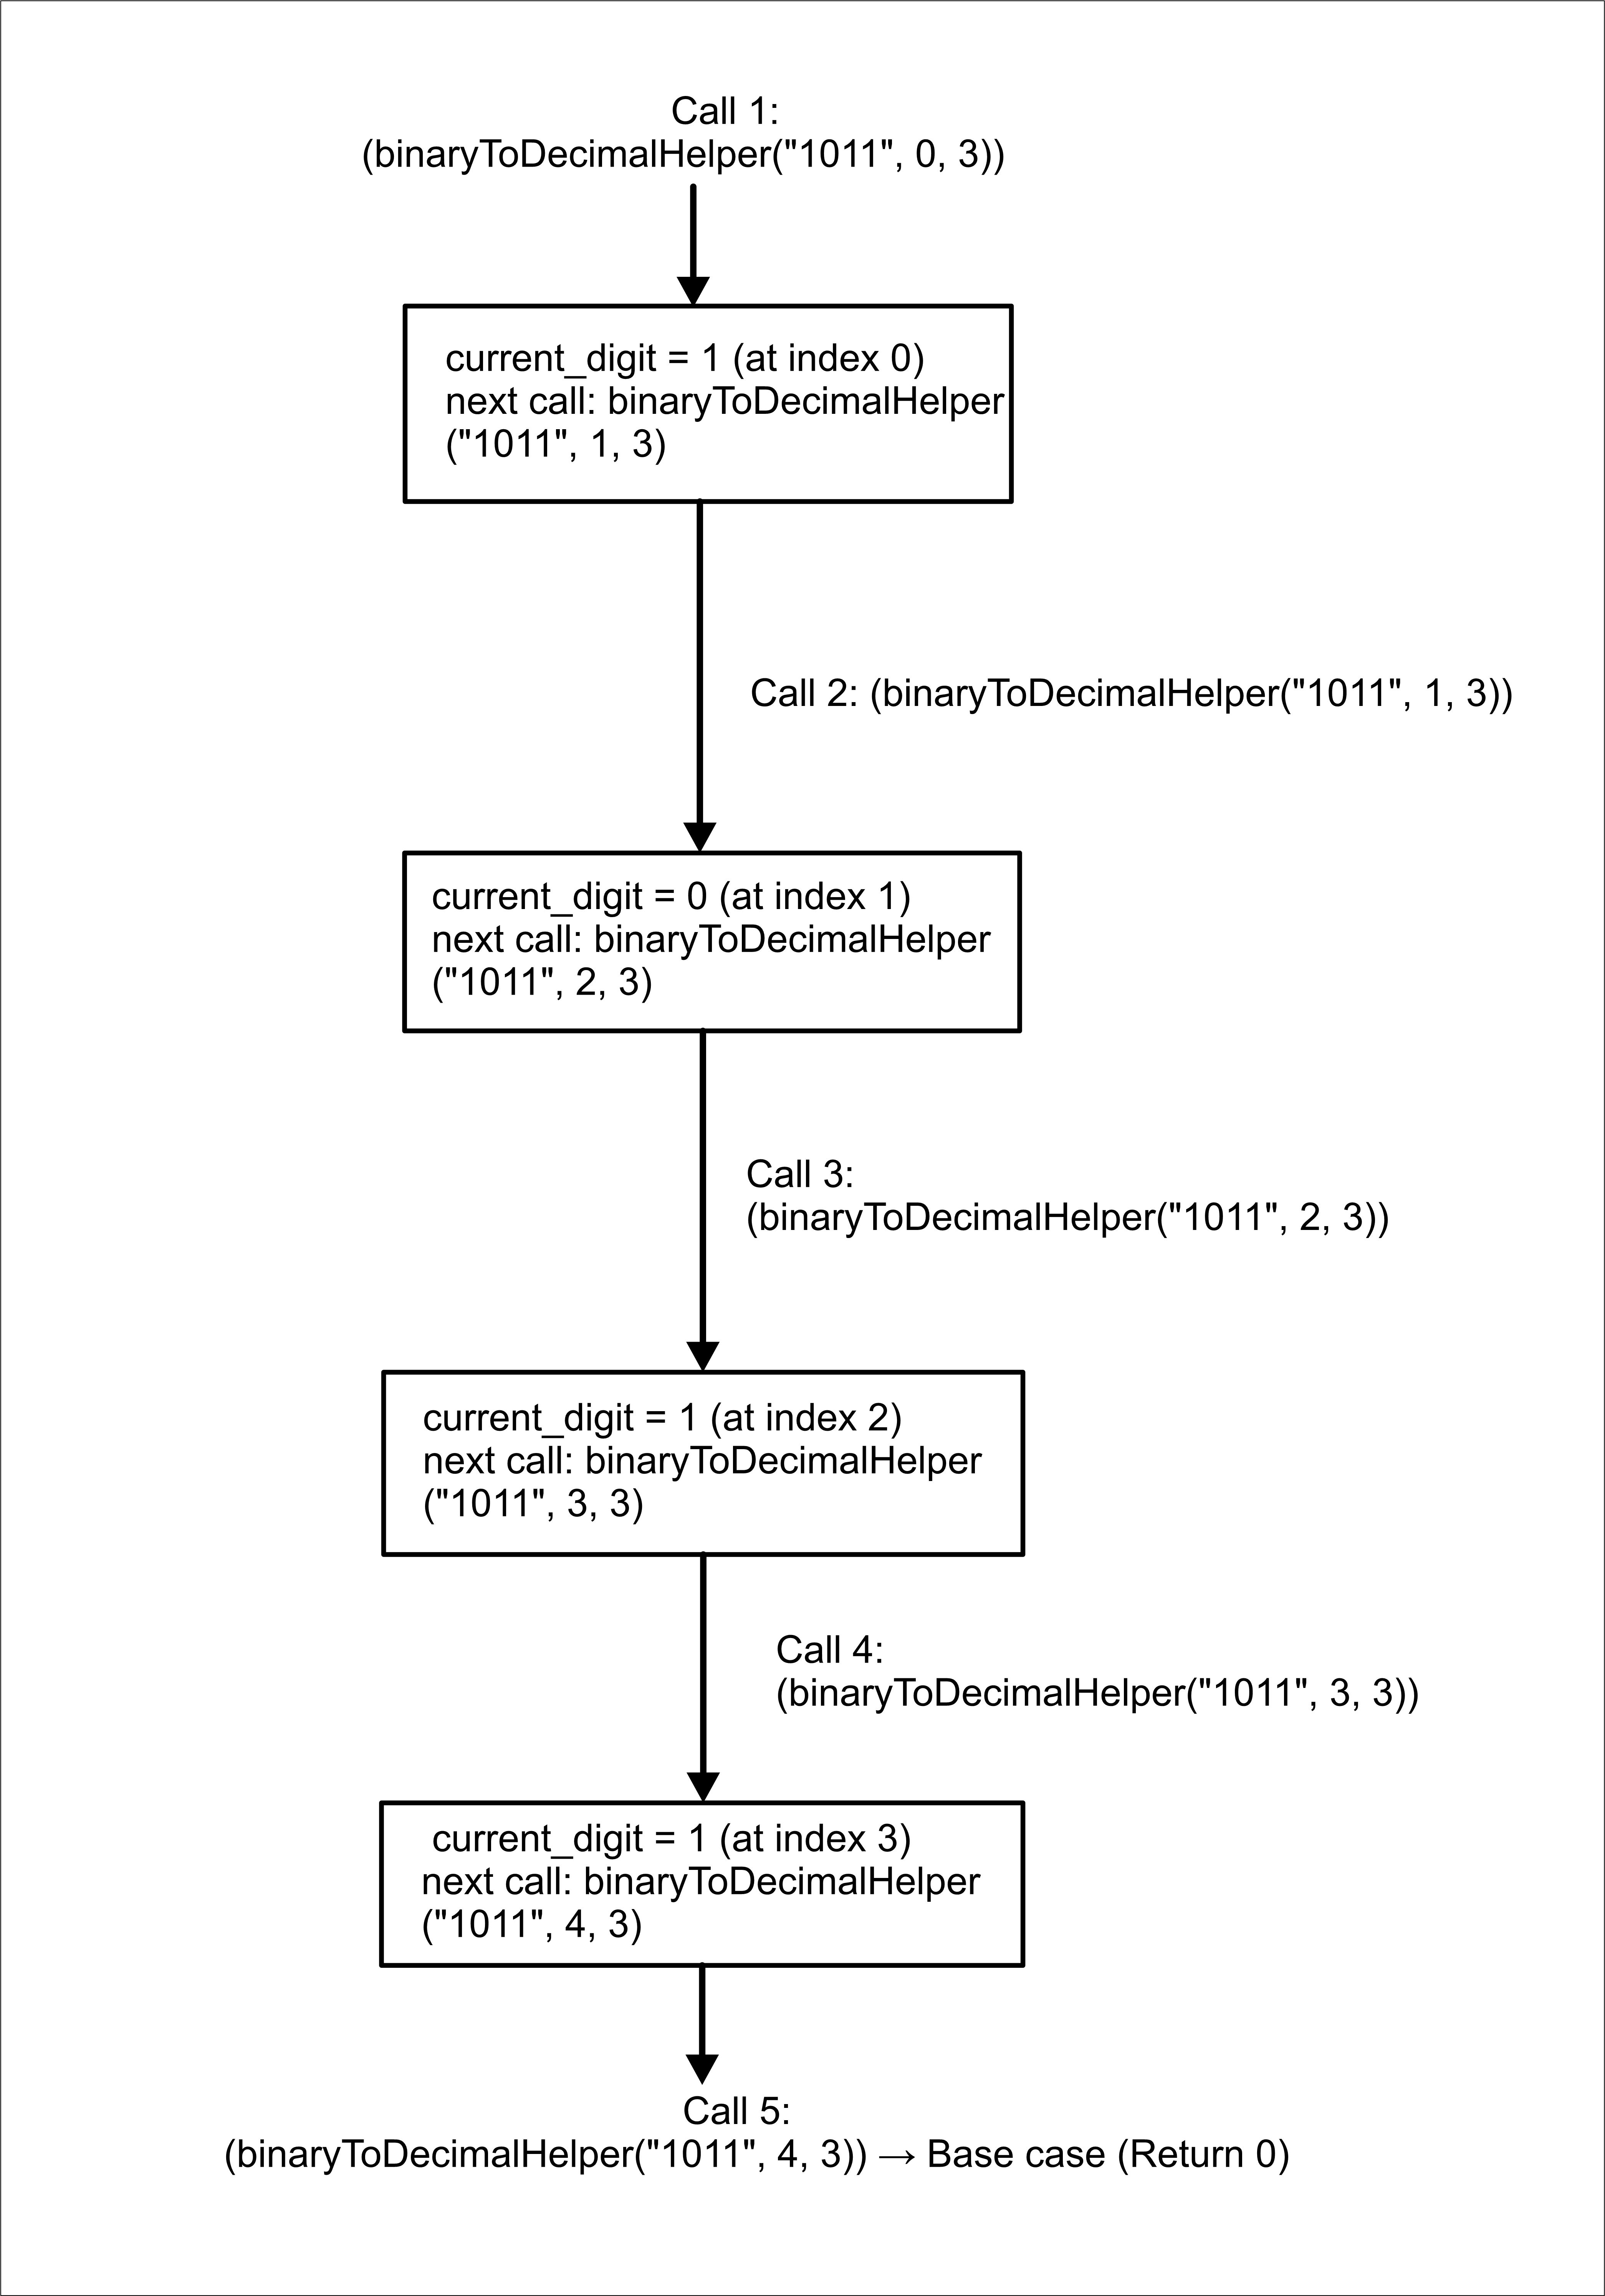 Call 1:
(binaryToDecimalHelper("1011", 0, 3))
current_digit = 1 (at index 0)
next call: binaryToDecimalHelper
("1011", 1, 3)
Call 2: (binaryToDecimalHelper("1011", 1, 3))
current_digit = 0 (at index 1)
next call: binaryToDecimalHelper
("1011", 2, 3)
Call 3:
(binaryToDecimalHelper("1011", 2, 3))
current_digit = 1 (at index 2)
next call: binaryToDecimalHelper
("1011", 3, 3)
Call 4:
(binaryToDecimalHelper("1011", 3, 3))
current_digit = 1 (at index 3)
next call: binaryToDecimalHelper
("1011", 4, 3)
Call 5:
(binaryToDecimalHelper("1011", 4, 3)) → Base case (Return 0)